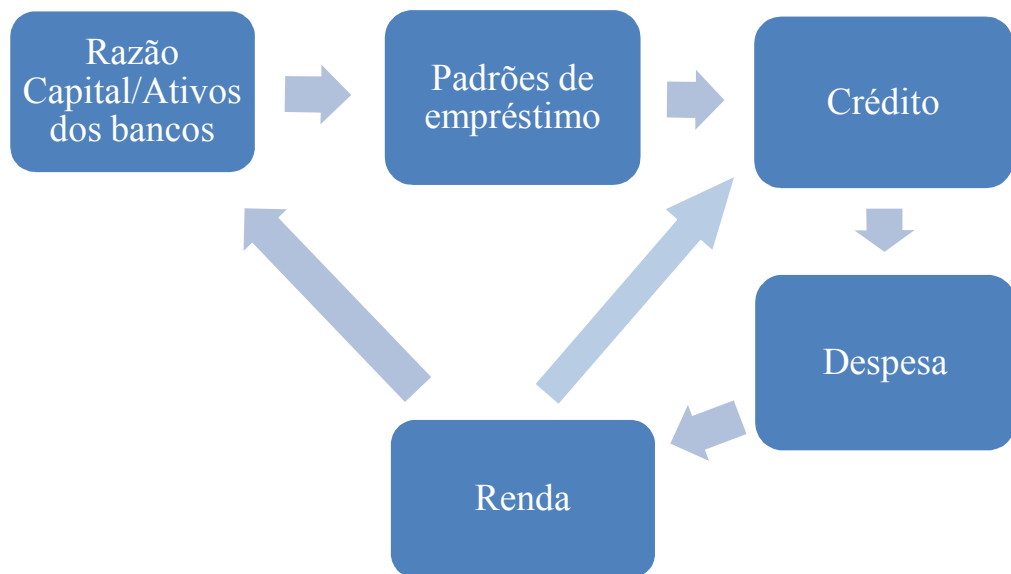 Razão
Capital/Ativos
dos bancos
Padrões de
empréstimo
Crédito
Despesa
Renda